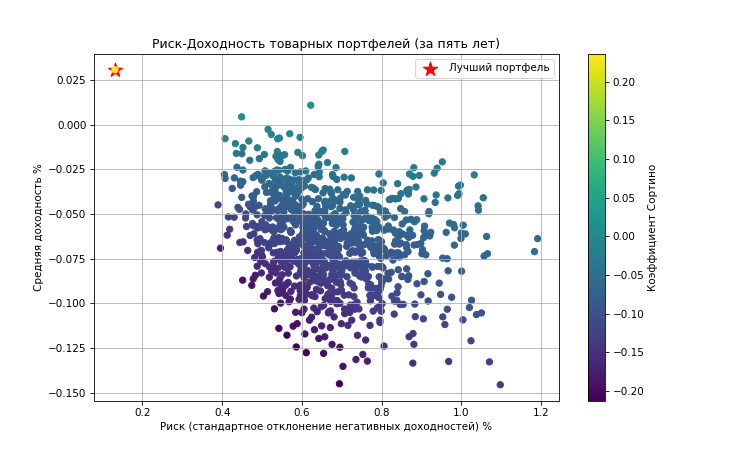 Риск-Доходность товарных портфелей (за пять лет)
Лучший портфель
Средняя доходность %
0.025
0.000
−0.025
−0.050
−0.075
−0.100
−0.125
−0.150
0.2 0.4 0.6 0.8 1.0 1.2
Риск (стандартное отклонение негативных доходностей) %
0.20
0.15
0.10
0.05
0.00
−0.05
−0.10
−0.15
−0.20
Коэффициент Сортино